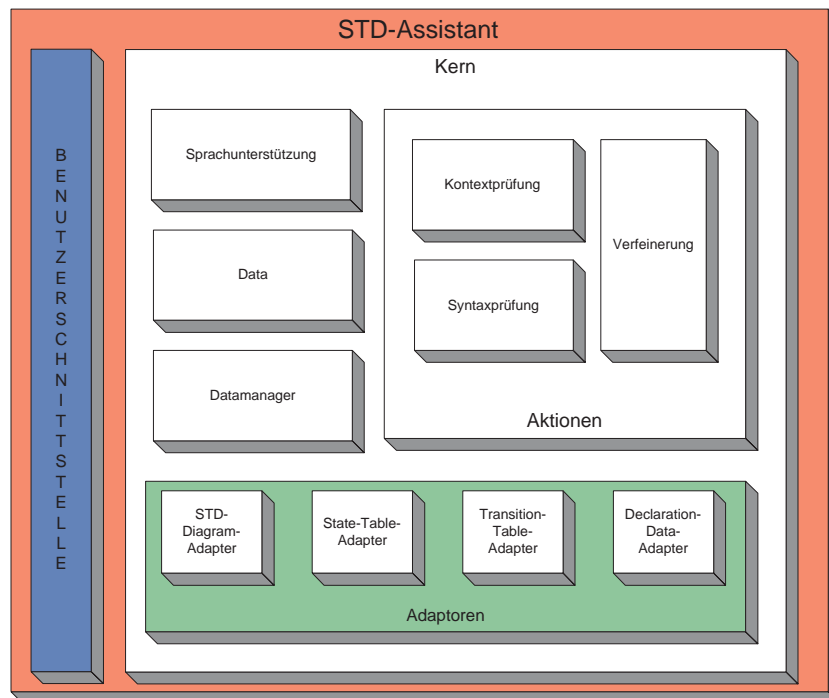 STD-Assistant
BENUTZERSCHNITTSTELLE
Kern
Sprachunterstützung
Data
Datamanager
Kontextprüfung
Syntaxprüfung
Verfeinerung
Aktionen
STD-
Diagram-
Adapter
State-Table-
Adapter
Transition-
Table-
Adapter
Declaration-
Data-
Adapter
Adaptoren